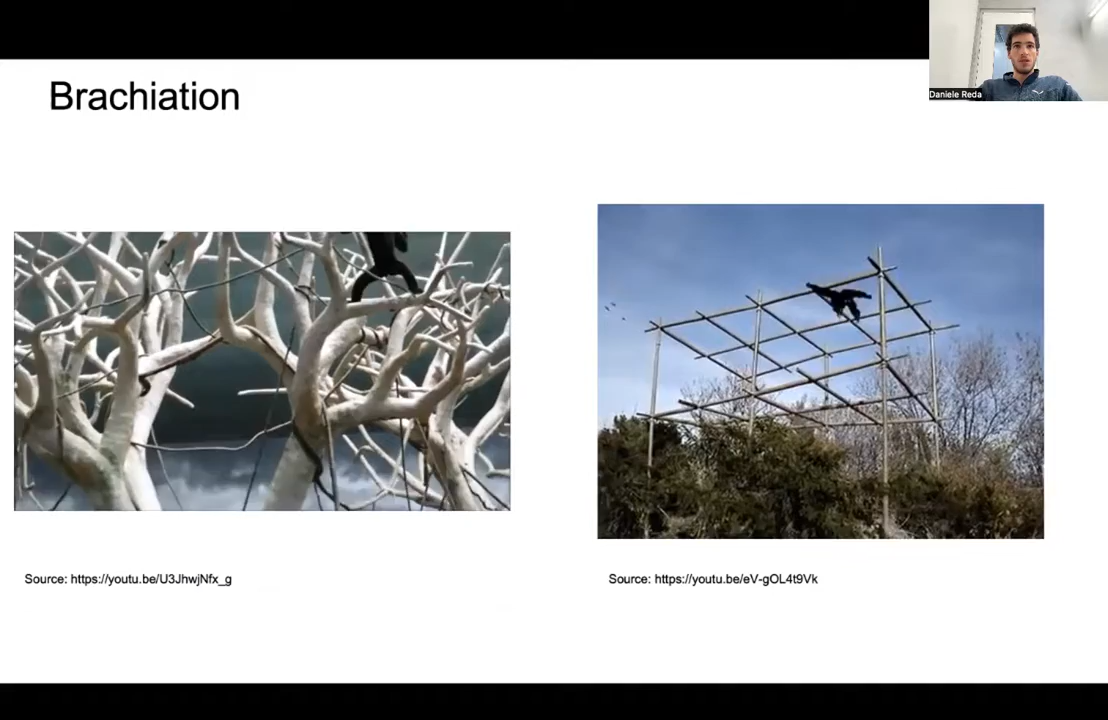 Brachiation
Daniele Reda
Source: https://youtu.be/U3JhwjNfx_g
Source: https://youtu.be/eV-gOL4t9Vk